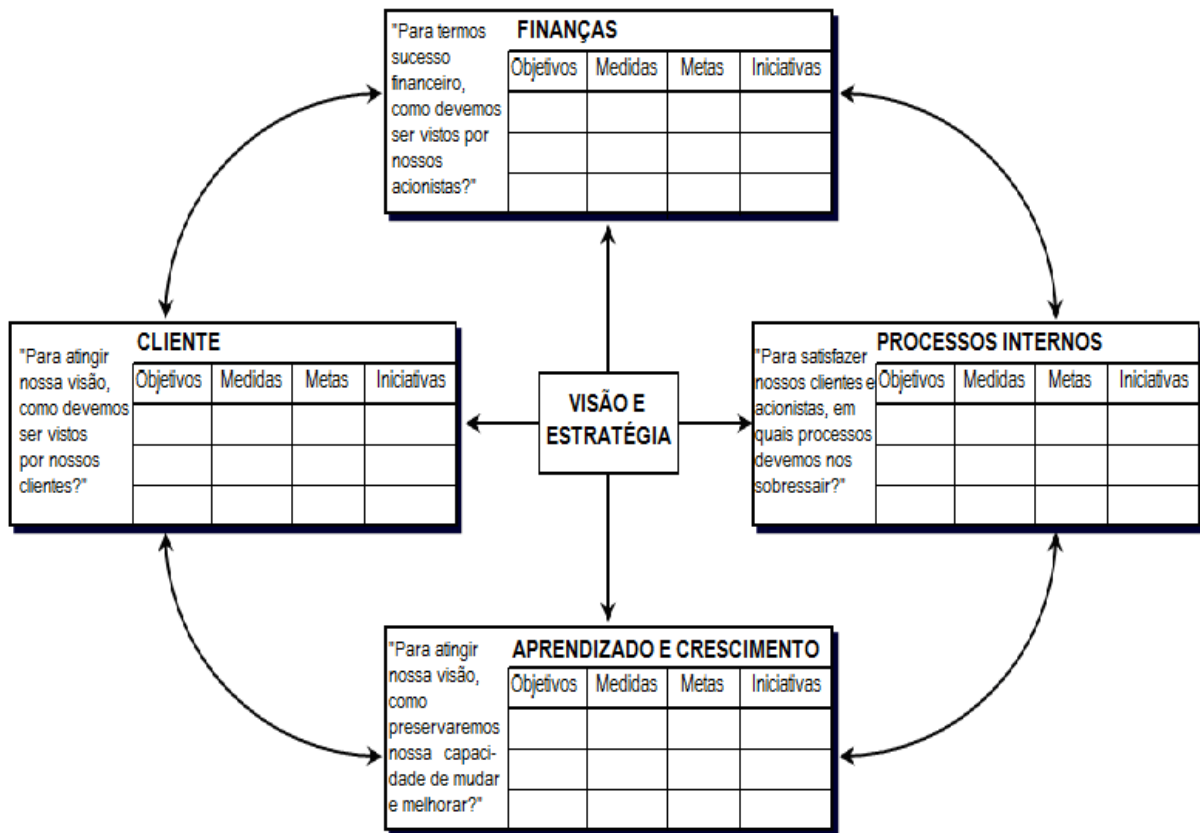 FINANÇAS
"Para termos
sucesso
financeiro,
como devemos
ser vistos por
nossos
acionistas?"
Objetivos Medidas Metas Iniciativas
CLIENTE
"Para atingir
nossa visão,
como devemos
ser vistos
por nossos
clientes?"
Objetivos Medidas Metas Iniciativas
VISÃO E
ESTRATÉGIA
PROCESSOS INTERNOS
"Para satisfazer
nossos clientes e
acionistas, em
quais processos
devemos nos
sobressair?"
Objetivos Medidas Metas Iniciativas
APRENDIZADO E CRESCIMENTO
"Para atingir
nossa visão,
como
preservaremos
nossa capaci-
dade de mudar
e melhorar?"
Objetivos Medidas Metas Iniciativas